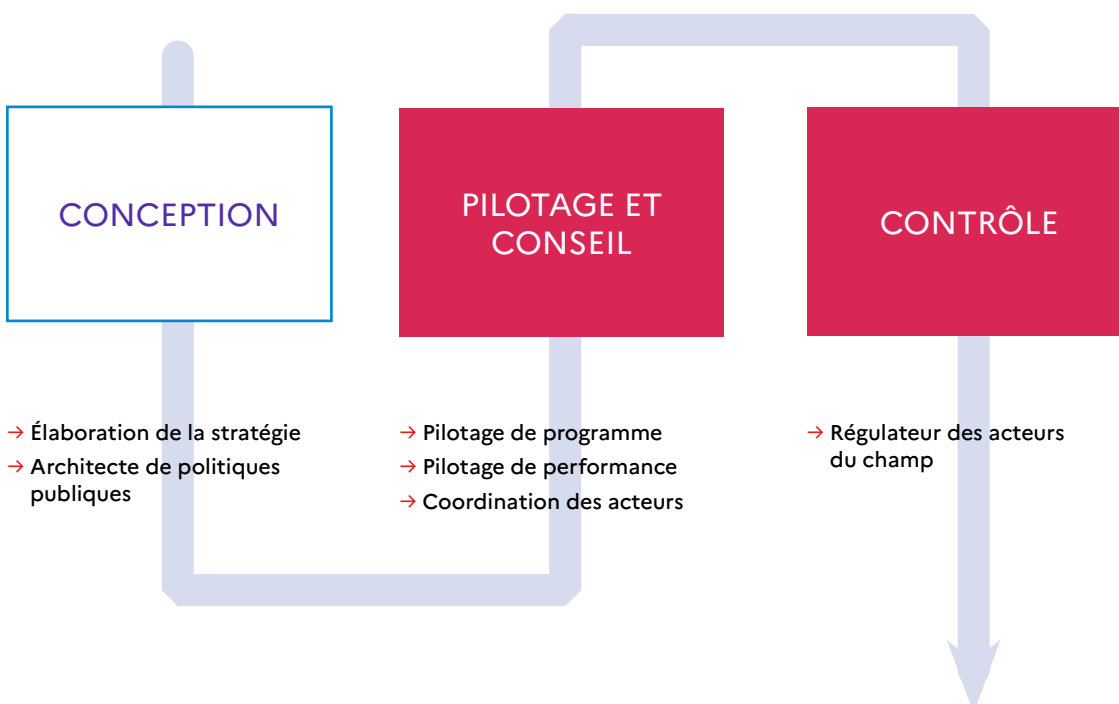 CONCEPTION
→ Élaboration de la stratégie
→ Architecte de politiques
publiques
PILOTAGE ET
CONSEIL
→ Pilotage de programme
→ Pilotage de performance
→ Coordination des acteurs
CONTRÔLE
→ Régulateur des acteurs
du champ